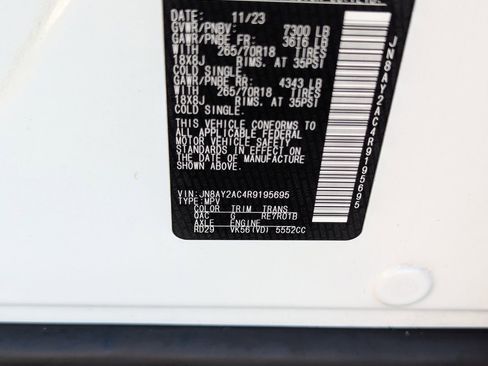 DATE: 11/23
GVWR/PNBV: 7300 LB
GAWR/PNBE FR: 3616 LB
WITH 265/70R18 TIRES
18X8J RIMS. AT 35PSI
COLD SINGLE.
GAWR/PNBE RR: 4343 LB
WITH 265/70R18 TIRES
18X8J RIMS. AT 35PSI
COLD SINGLE.
THIS VEHICLE CONFORMS
TO ALL APPLICABLE FEDERAL
MOTOR VEHICLE SAFETY
STANDARDS IN EFFECT ON
THE DATE OF MANUFACTURE
SHOWN ABOVE.
VIN: JN8AY2AC4R9195695
TYPE: MPV
COLOR TRIM TRANS
QAC G RE7R01B
AXLE ENGINE
RD29 VK56(VD) 5552CC
JN8AY2AC4R9195695